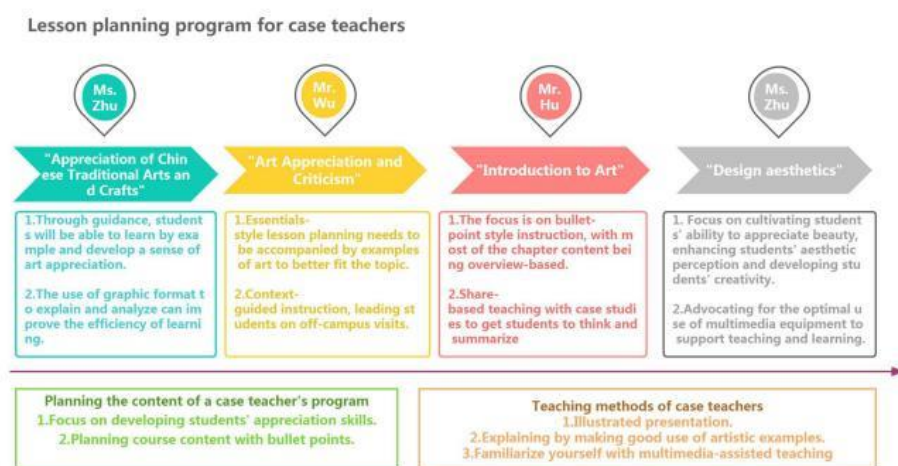 Lesson planning program for case teachers
Ms.
Zhu
Mr.
Wu
Mr.
Hu
Ms.
Zhu
"Appreciation of Chin
ese Traditional Arts an
d Crafts"
"Art Appreciation and
Criticism"
"Introduction to Art"
"Design aesthetics"
1.Through guidance, student
s will be able to learn by exa
mple and develop a sense of
art appreciation.
2.The use of graphic format t
o explain and analyze can im
prove the efficiency of learni
ng.
1.Essentials-
style lesson planning needs to
be accompanied by examples
of art to better fit the topic.
2.Context-
guided instruction, leading st
udents on off-campus visits.
1.The focus is on bullet-
point style instruction, with m
ost of the chapter content bei
ng overview-based.
2.Share-
based teaching with case studi
es to get students to think and
summarize
1. Focus on cultivating student
s' ability to appreciate beauty,
enhancing students' aesthetic
perception and developing stu
dents' creativity.
2.Advocating for the optimal u
se of multimedia equipment to
support teaching and learning.
Planning the content of a case teacher's program
1.Focus on developing students' appreciation skills.
2.Planning course content with bullet points.
Teaching methods of case teachers
1.Illustrated presentation.
2.Explaining by making good use of artistic examples.
3.Familiarize yourself with multimedia-assisted teaching